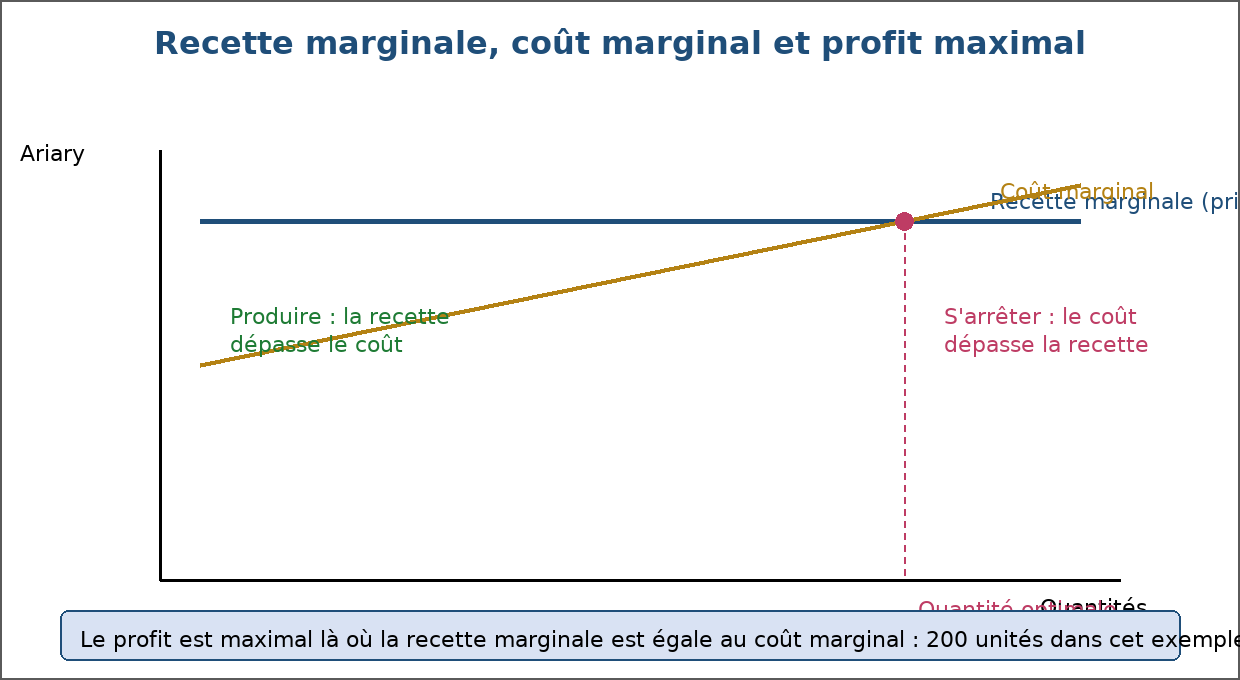 Recette marginale, coût marginal et profit maximal
Ariary
Coût marginal
Recette marginale (pri
Produire : la recette
dépasse le coût
S'arrêter : le coût
dépasse la recette
Quantité optimale
Quantités
Le profit est maximal là où la recette marginale est égale au coût marginal : 200 unités dans cet exemple